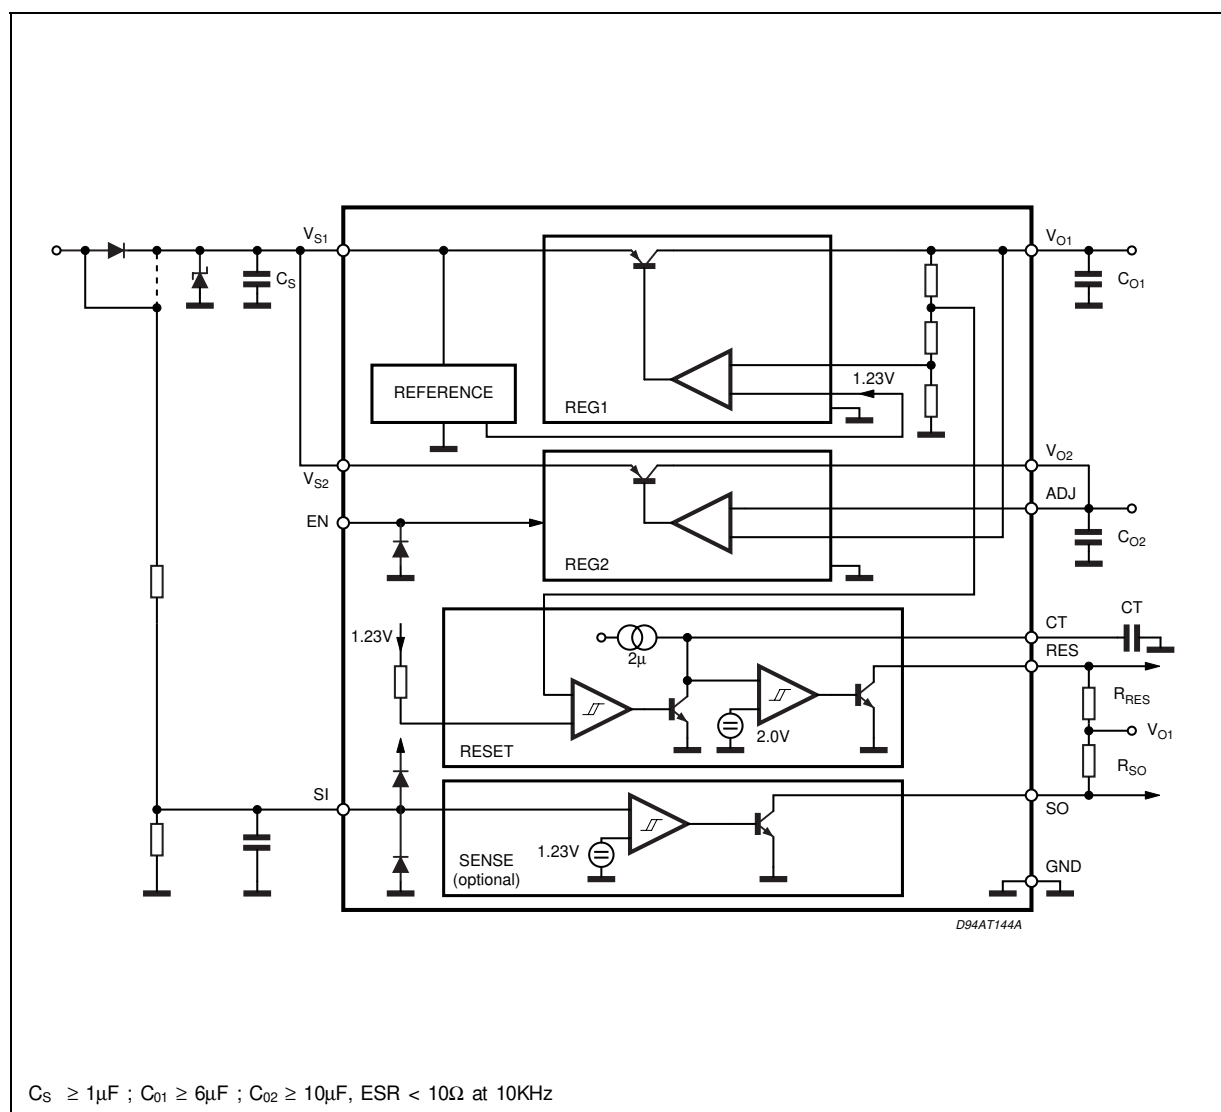 V_S1
C_S
V_O1
C_O1
REFERENCE
1.23V
REG1
V_S2
V_O2
ADJ
EN
C_O2
REG2
1.23V
2μ
CT
CT
RES
R_RES
2.0V
V_O1
RESET
R_SO
SI
SO
1.23V
SENSE
(optional)
GND
D94AT144A
C_S ≥ 1μF ; C_01 ≥ 6μF ; C_02 ≥ 10μF, ESR < 10Ω at 10KHz